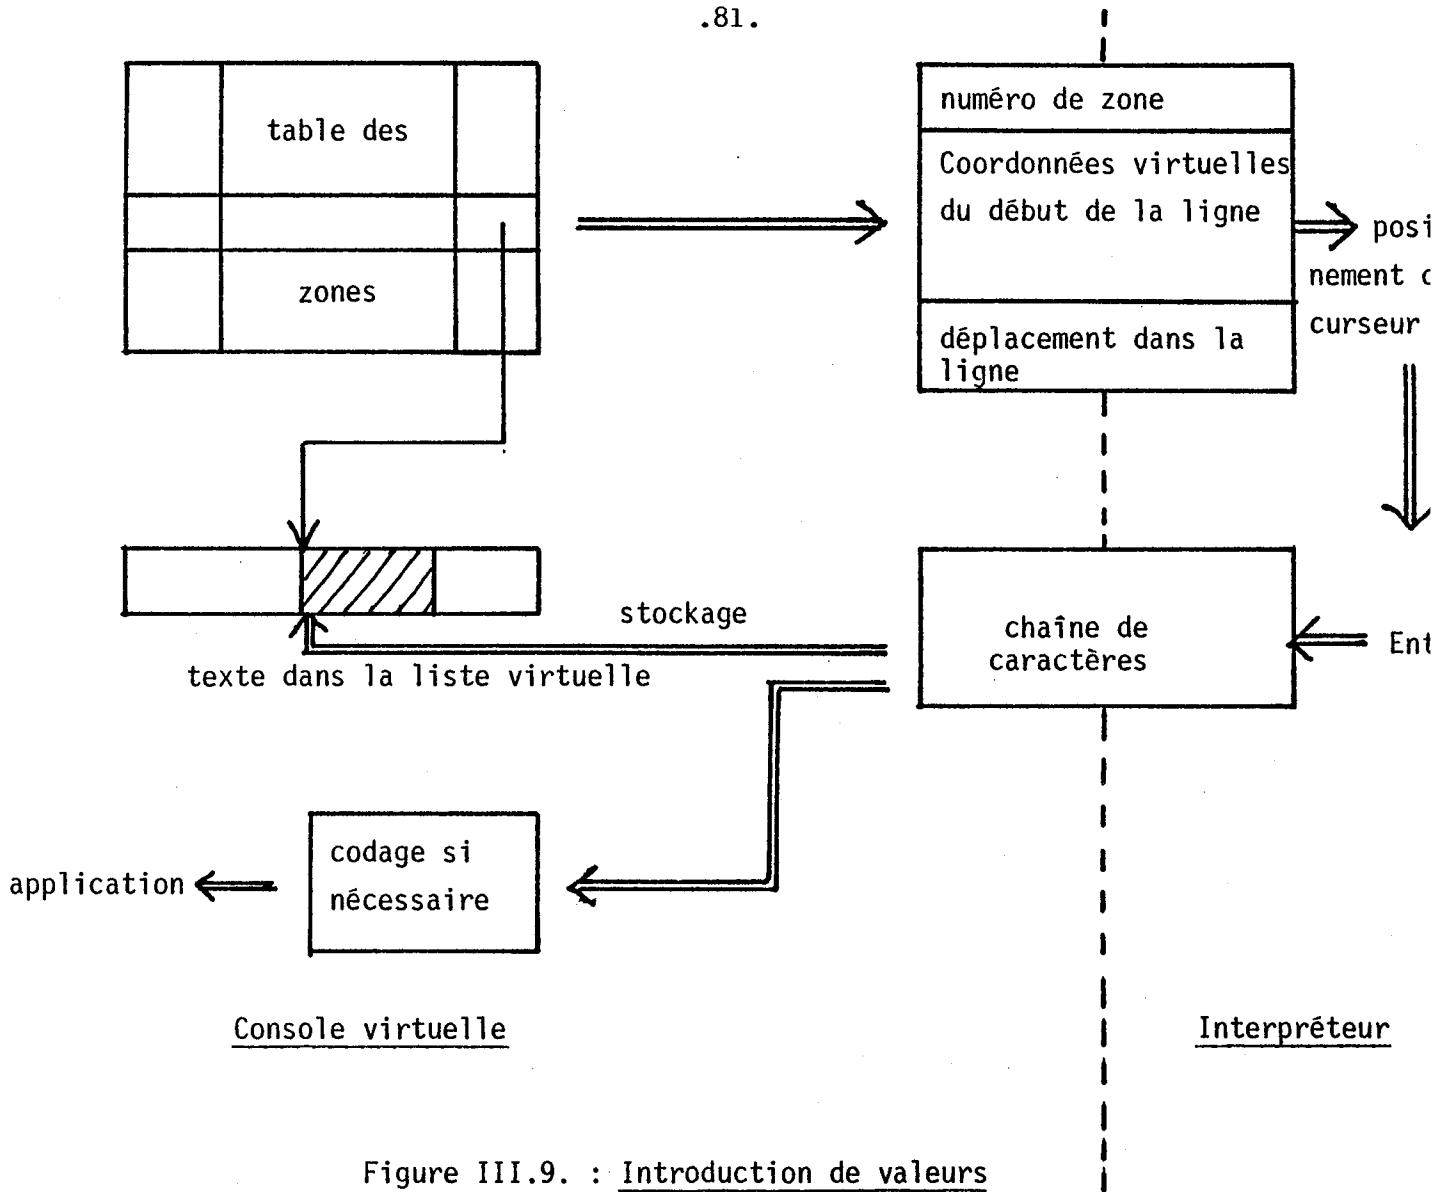 .81.
table des
zones
numéro de zone
Coordonnées virtuelles
du début de la ligne
déplacement dans la
ligne
nement
curseur
stockage
texte dans la liste virtuelle
chaîne de
caractères
application
codage si
nécessaire
Console virtuelle
Interpréteur
Figure III.9. : Introduction de valeurs